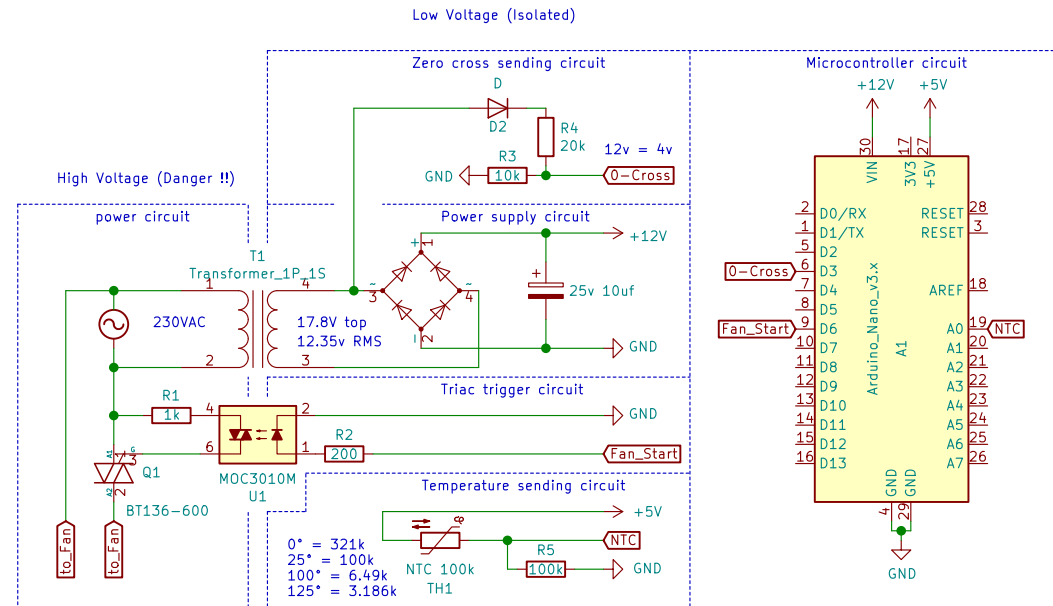 Low Voltage (Isolated)
Zero cross sending circuit
D
D2
R4
20k
12v = 4v
R3
10k
GND
0-Cross
High Voltage (Danger !!)
power circuit
Power supply circuit
T1
Transformer_1P_1S
1
4
2
3
230VAC
17.8V top
12.35v RMS
+
1
~
3
~
4
−
2
+12V
+
25v 10uf
GND
Triac trigger circuit
R1
1k
4
6
2
1
GND
R2
200
Fan_Start
MOC3010M
U1
A1
1
G
3
A2
2
Q1
BT136-600
to_Fan
to_Fan
Temperature sending circuit
+5V
θ
NTC 100k
TH1
NTC
R5
100k
GND
0° = 321k
25° = 100k
100° = 6.49k
125° = 3.186k
Microcontroller circuit
+12V
+5V
30
17
27
VIN
3V3
+5V
2 D0/RX
1 D1/TX
5 D2
0-Cross 6 D3
7 D4
8 D5
Fan_Start 9 D6
10 D7
11 D8
12 D9
13 D10
14 D11
15 D12
16 D13
Arduino_Nano_v3.x
A1
RESET 28
RESET 3
AREF 18
A0 19 NTC
A1 20
A2 21
A3 22
A4 23
A5 24
A6 25
A7 26
GND
GND
4
29
GND